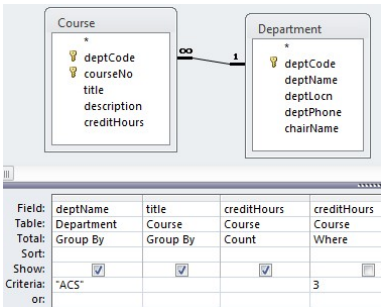 Course
*
deptCode
courseNo
title
description
creditHours
∞ 1
Department
*
deptCode
deptName
deptLocn
deptPhone
chairName
Field: deptName title creditHours creditHours
Table: Department Course Course Course
Total: Group By Group By Count Where
Sort:
Show:
Criteria: "ACS" 3
or: